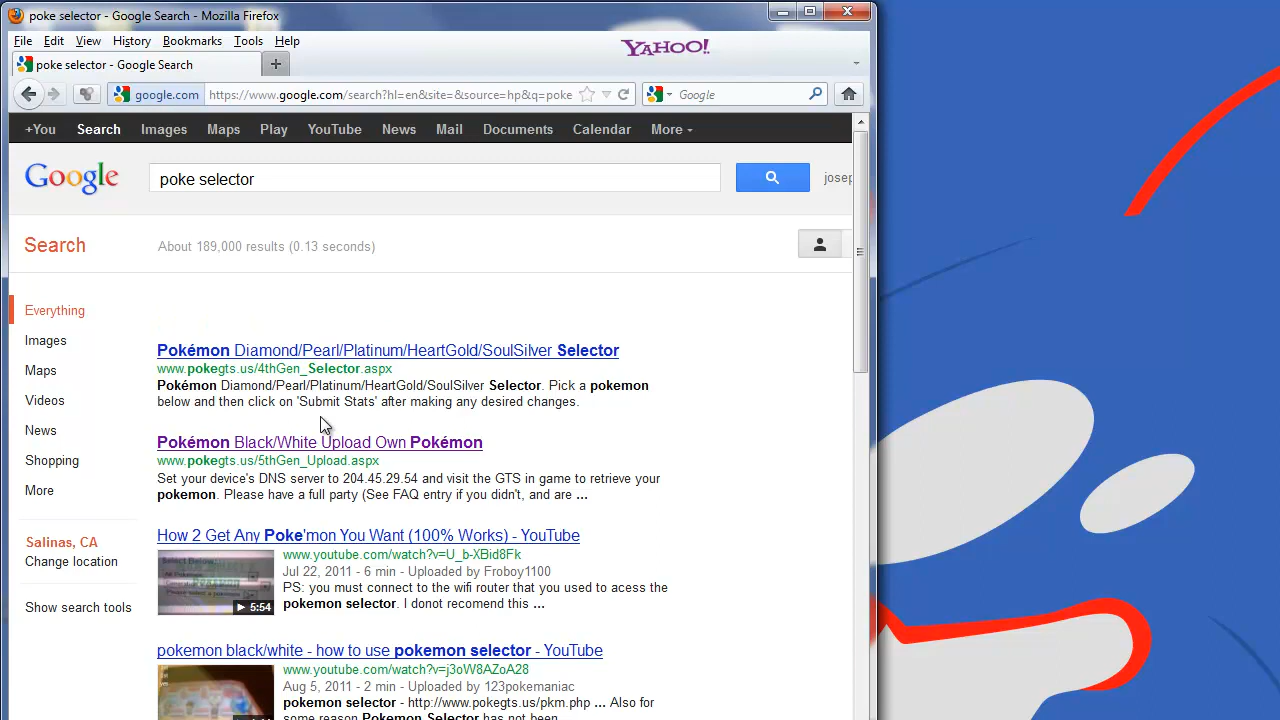 poke selector - Google Search - Mozilla Firefox
File Edit View History Bookmarks Tools Help
YAHOO!
poke selector - Google Search
google.com https://www.google.com/search?hl=en&site=&source=hp&q=poke Google
+You Search Images Maps Play YouTube News Mail Documents Calendar More
Google poke selector josep
Search About 189,000 results (0.13 seconds)
Everything
Images
Maps
Videos
News
Shopping
More
Salinas, CA
Change location
Show search tools
Pokémon Diamond/Pearl/Platinum/HeartGold/SoulSilver Selector
www.pokegts.us/4thGen_Selector.aspx
Pokémon Diamond/Pearl/Platinum/HeartGold/SoulSilver Selector. Pick a pokemon
below and then click on 'Submit Stats' after making any desired changes.
Pokémon Black/White Upload Own Pokémon
www.pokegts.us/5thGen_Upload.aspx
Set your device's DNS server to 204.45.29.54 and visit the GTS in game to retrieve your
pokemon. Please have a full party (See FAQ entry if you didn't, and are ...
How 2 Get Any Poke'mon You Want (100% Works) - YouTube
www.youtube.com/watch?v=U_b-XBid8Fk
Jul 22, 2011 - 6 min - Uploaded by Froboy1100
PS: you must connect to the wifi router that you used to acess the
pokemon selector. I donot recomend this ...
5:54
pokemon black/white - how to use pokemon selector - YouTube
www.youtube.com/watch?v=j3oW8AZoA28
Aug 5, 2011 - 2 min - Uploaded by 123pokemaniac
pokemon selector - http://www.pokegts.us/pkm.php ... Also for
some reason Pokemon Selector has not been